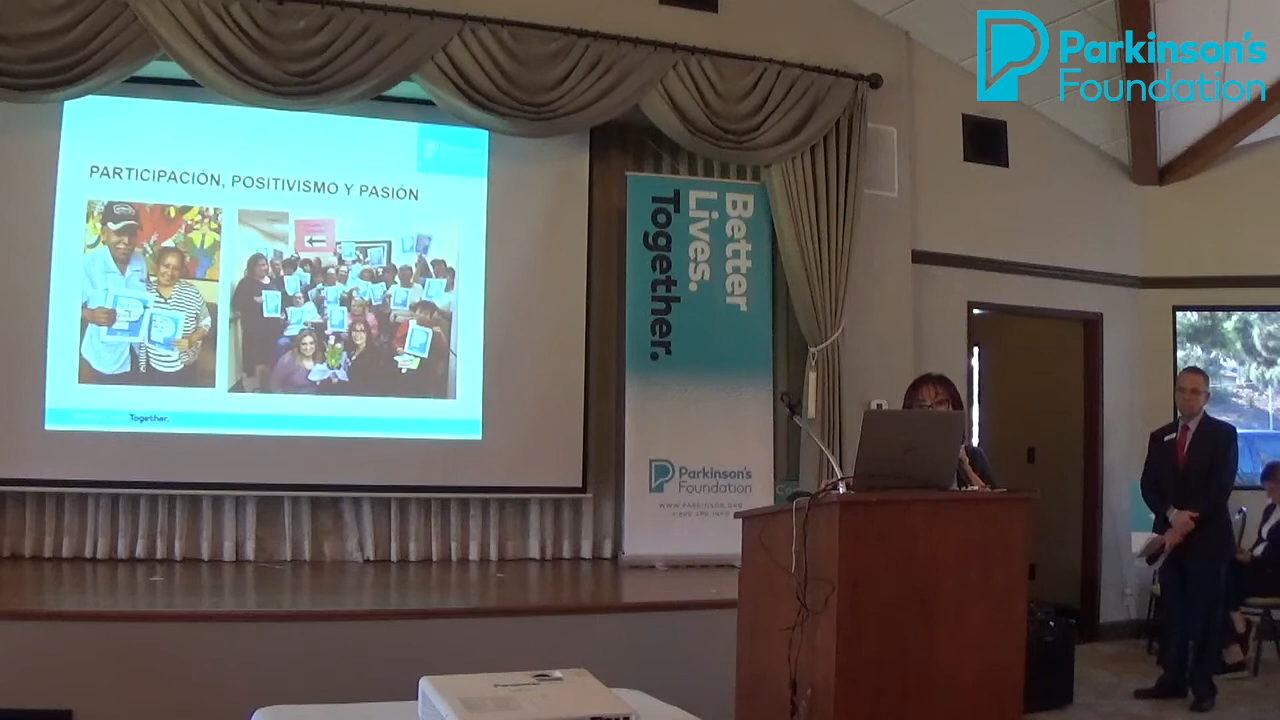 Parkinson's
Foundation
PARTICIPACIÓN, POSITIVISMO Y PASIÓN
Together.
Better
Lives.
Together.
Parkinson's
Foundation
WWW.PARKINSON.ORG